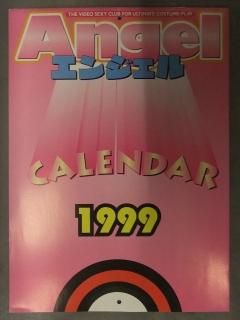 THE VIDEO SEXY CLUB FOR ULTIMATE COSTUME PLAY
Angel
エンジェル
CALENDAR
1999